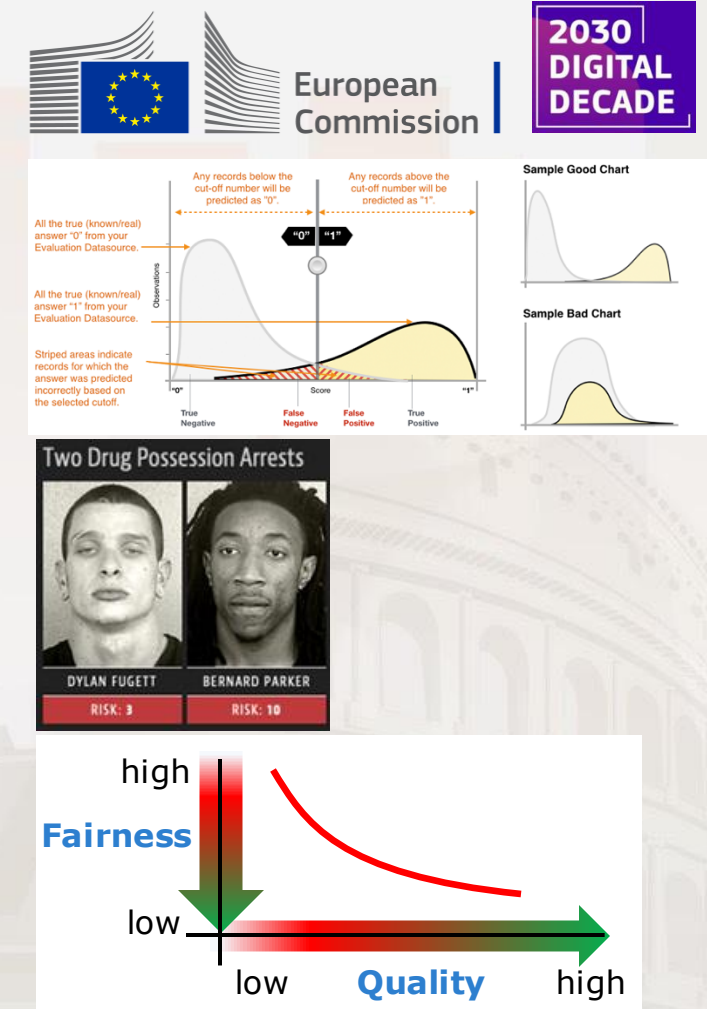 European
Commission
2030
DIGITAL
DECADE
Any records below the
cut-off number will be
predicted as "0".
Any records above the
cut-off number will be
predicted as "1".
All the true (known/real)
answer "0" from your
Evaluation Datasource.
"0"
"1"
All the true (known/real)
answer "1" from your
Evaluation Datasource.
Observations
Striped areas indicate
records for which the
answer was predicted
incorrectly based on
the selected cutoff.
"0"
Score
"1"
True
Negative
False
Negative
False
Positive
True
Positive
Sample Good Chart
Sample Bad Chart
Two Drug Possession Arrests
DYLAN FUGETT
BERNARD PARKER
RISK: 3
RISK: 10
high
Fairness
low
low
Quality
high